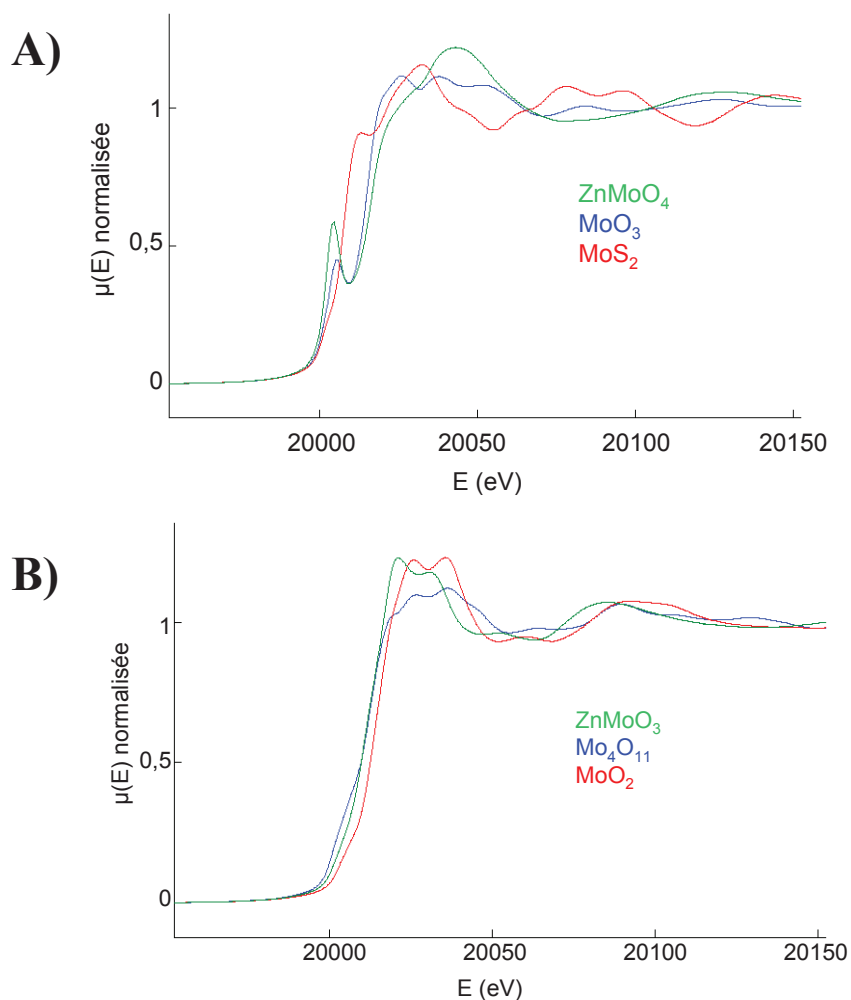 A)
μ(E) normalisée
1
0,5
0
ZnMoO₄
MoO₃
MoS₂
20000 20050 20100 20150
E (eV)
B)
μ(E) normalisée
1
0,5
0
ZnMoO₃
Mo₄O₁₁
MoO₂
20000 20050 20100 20150
E (eV)